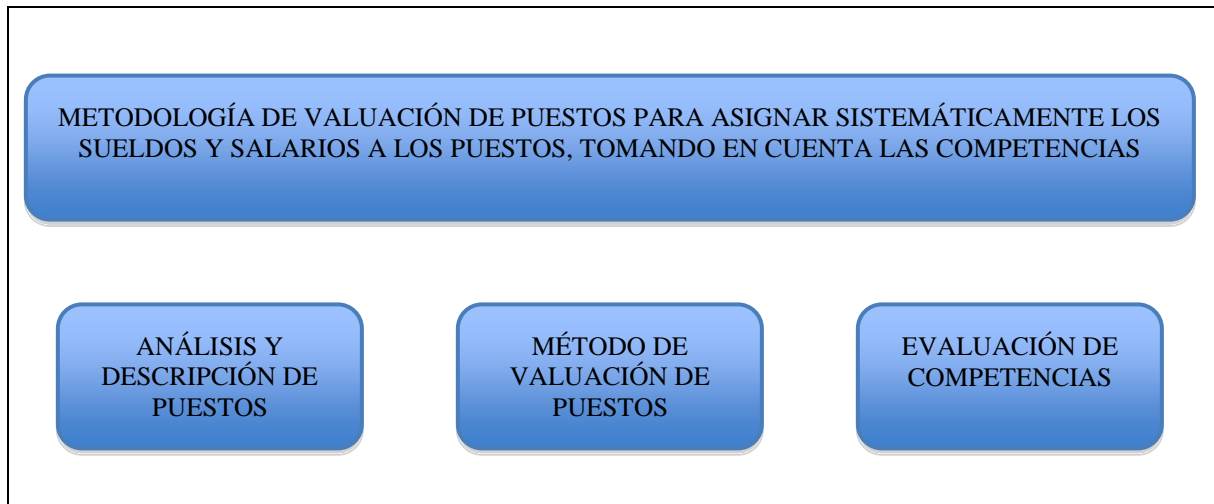 METODOLOGÍA DE VALUACIÓN DE PUESTOS PARA ASIGNAR SISTEMÁTICAMENTE LOS
SUELDOS Y SALARIOS A LOS PUESTOS, TOMANDO EN CUENTA LAS COMPETENCIAS
ANÁLISIS Y
DESCRIPCIÓN DE
PUESTOS
MÉTODO DE
VALUACIÓN DE
PUESTOS
EVALUACIÓN DE
COMPETENCIAS